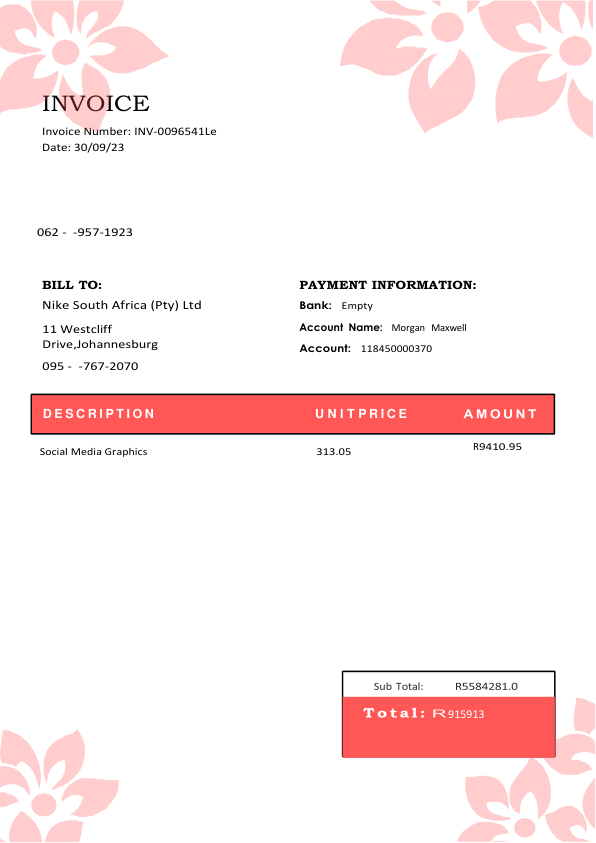 INVOICE
Invoice Number: INV-0096541Le
Date: 30/09/23
062 - -957-1923
BILL TO:
Nike South Africa (Pty) Ltd
11 Westcliff
Drive,Johannesburg
095 - -767-2070
PAYMENT INFORMATION:
Bank: Empty
Account Name: Morgan Maxwell
Account: 118450000370
DESCRIPTION UNITPRICE AMOUNT
Social Media Graphics 313.05 R9410.95
Sub Total: R5584281.0
Total: R915913